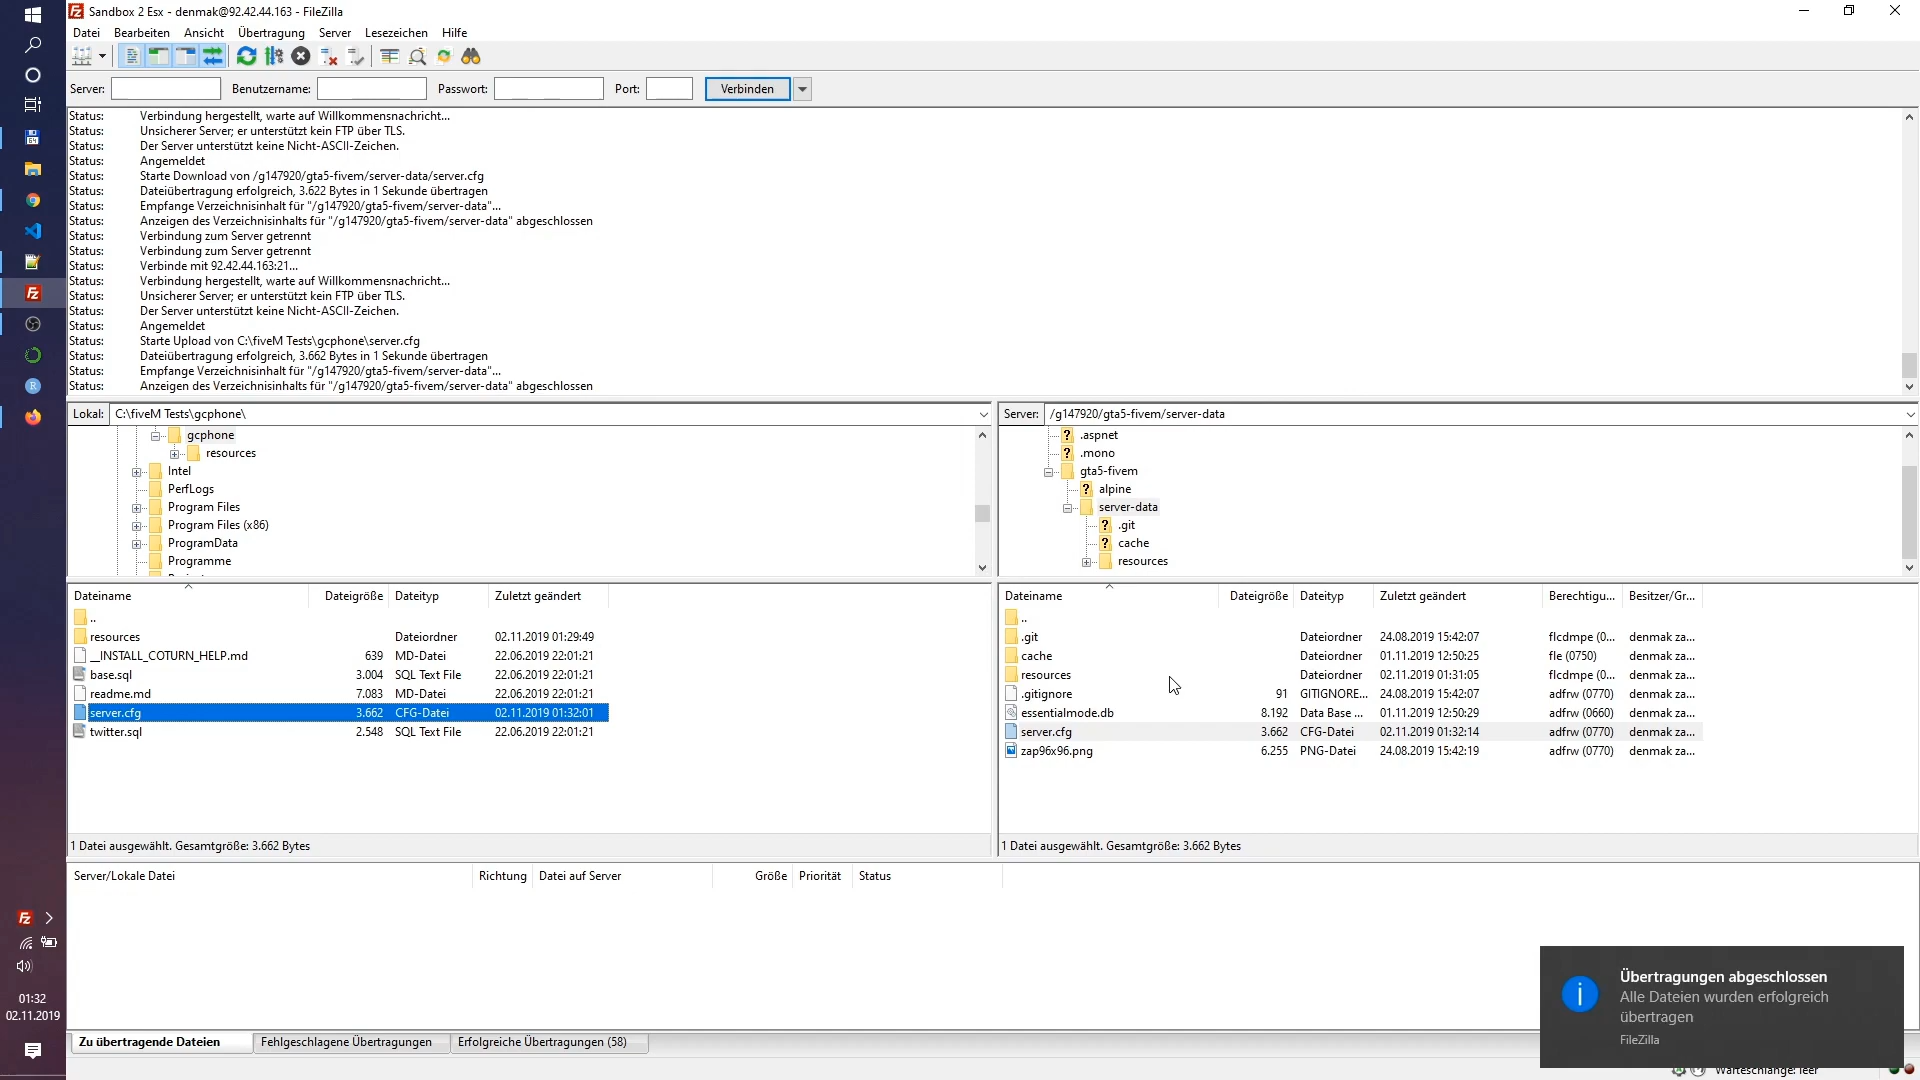 Sandbox 2 Esx - denmak@92.42.44.163 - FileZilla
Datei Bearbeiten Ansicht Übertragung Server Lesezeichen Hilfe
Server: Benutzername: Passwort: Port: Verbinden
Status: Verbindung hergestellt, warte auf Willkommensnachricht...
Status: Unsicherer Server; er unterstützt kein FTP über TLS.
Status: Der Server unterstützt keine Nicht-ASCII-Zeichen.
Status: Angemeldet
Status: Starte Download von /g147920/gta5-fivem/server-data/server.cfg
Status: Dateiübertragung erfolgreich, 3.622 Bytes in 1 Sekunde übertragen
Status: Empfange Verzeichnisinhalt für "/g147920/gta5-fivem/server-data"...
Status: Anzeigen des Verzeichnisinhalts für "/g147920/gta5-fivem/server-data" abgeschlossen
Status: Verbindung zum Server getrennt
Status: Verbindung zum Server getrennt
Status: Verbinde mit 92.42.44.163:21...
Status: Verbindung hergestellt, warte auf Willkommensnachricht...
Status: Unsicherer Server; er unterstützt kein FTP über TLS.
Status: Der Server unterstützt keine Nicht-ASCII-Zeichen.
Status: Angemeldet
Status: Starte Upload von C:\fiveM Tests\gcphone\server.cfg
Status: Dateiübertragung erfolgreich, 3.662 Bytes in 1 Sekunde übertragen
Status: Empfange Verzeichnisinhalt für "/g147920/gta5-fivem/server-data"...
Status: Anzeigen des Verzeichnisinhalts für "/g147920/gta5-fivem/server-data" abgeschlossen
Lokal: C:\fiveM Tests\gcphone\
gcphone
resources
Intel
PerfLogs
Program Files
Program Files (x86)
ProgramData
Programme
Dateiname Dateigröße Dateityp Zuletzt geändert
..
resources Dateiordner 02.11.2019 01:29:49
__INSTALL_COTURN_HELP.md 639 MD-Datei 22.06.2019 22:01:21
base.sql 3.004 SQL Text File 22.06.2019 22:01:21
readme.md 7.083 MD-Datei 22.06.2019 22:01:21
server.cfg 3.662 CFG-Datei 02.11.2019 01:32:01
twitter.sql 2.548 SQL Text File 22.06.2019 22:01:21
1 Datei ausgewählt. Gesamtgröße: 3.662 Bytes
Server: /g147920/gta5-fivem/server-data
.aspnet
.mono
gta5-fivem
alpine
server-data
.git
cache
resources
Dateiname Dateigröße Dateityp Zuletzt geändert Berechtigu... Besitzer/Gr...
..
.git Dateiordner 24.08.2019 15:42:07 flcdmpe (0... denmak za...
cache Dateiordner 01.11.2019 12:50:25 fle (0750) denmak za...
resources Dateiordner 02.11.2019 01:31:05 flcdmpe (0... denmak za...
.gitignore 91 GITIGNORE... 24.08.2019 15:42:07 adfrw (0770) denmak za...
essentialmode.db 8.192 Data Base ... 01.11.2019 12:50:29 adfrw (0660) denmak za...
server.cfg 3.662 CFG-Datei 02.11.2019 01:32:14 adfrw (0770) denmak za...
zap96x96.png 6.255 PNG-Datei 24.08.2019 15:42:19 adfrw (0770) denmak za...
1 Datei ausgewählt. Gesamtgröße: 3.662 Bytes
Server/Lokale Datei Richtung Datei auf Server Größe Priorität Status
Übertragungen abgeschlossen
Alle Dateien wurden erfolgreich
übertragen
FileZilla
Zu übertragende Dateien Fehlgeschlagene Übertragungen Erfolgreiche Übertragungen (58)
Warteschlange: leer
01:32
02.11.2019